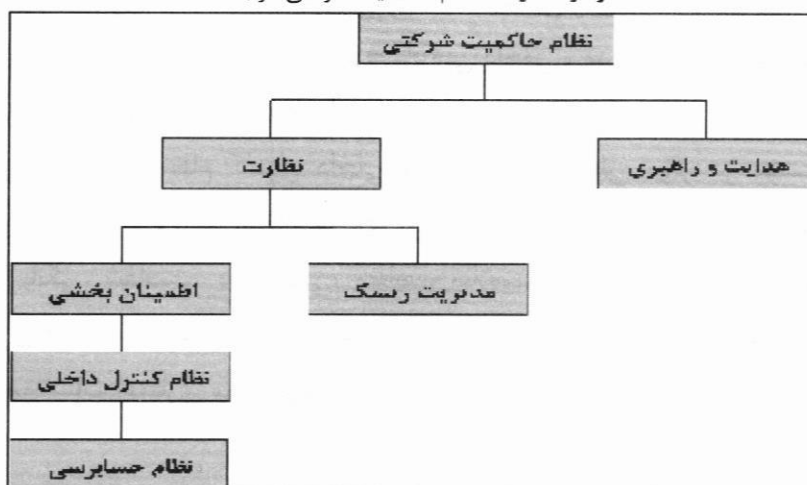 نظام حاکمیت شرکتی
هدایت و راهبری
نظارت
مدیریت ریسک
اطمینان بخشی
نظام کنترل داخلی
نظام حسابرسی